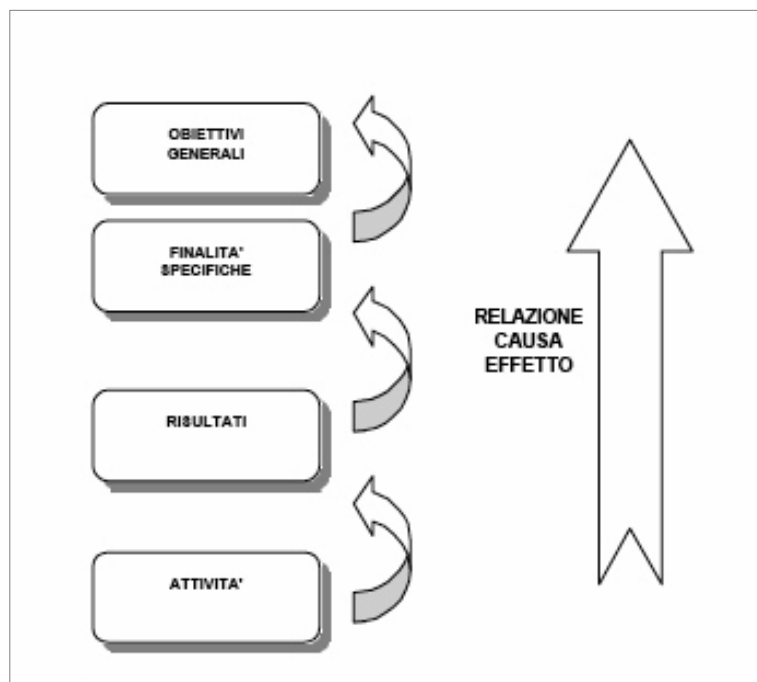 OBIETTIVI
GENERALI
FINALITA'
SPECIFICHE
RELAZIONE
CAUSA
EFFETTO
RISULTATI
ATTIVITA'